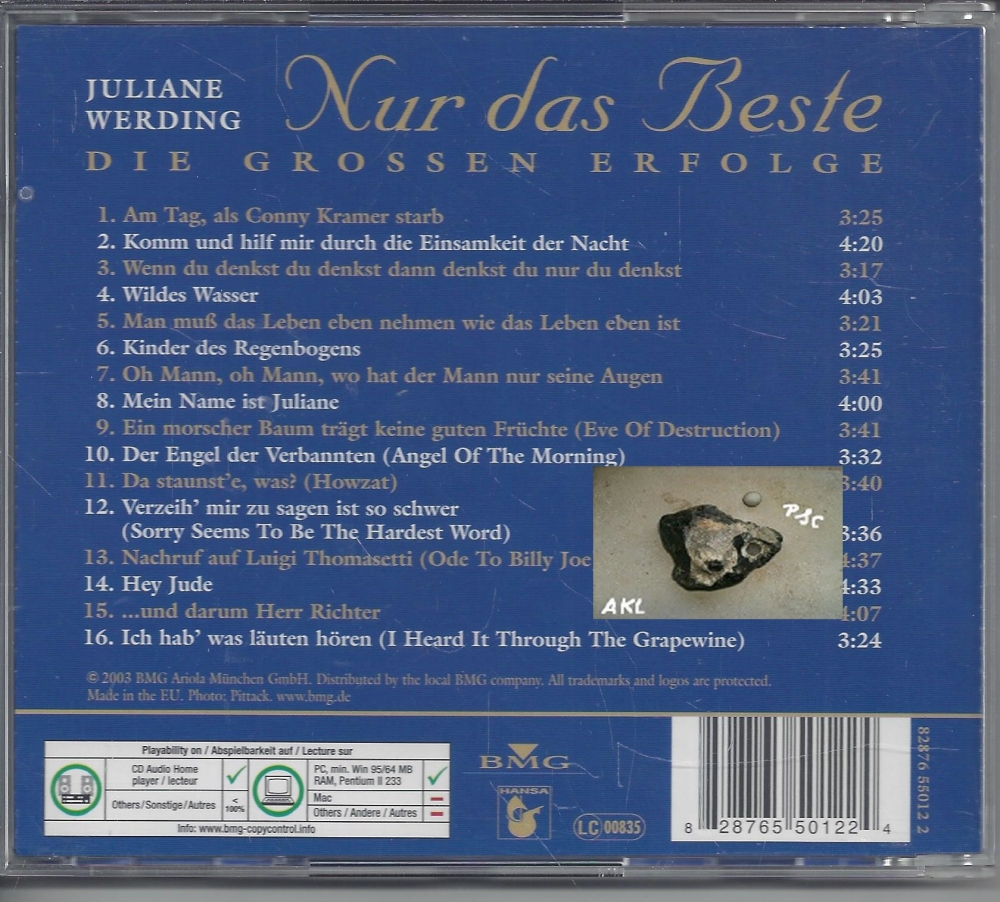 JULIANE
WERDING
Nur das Beste
DIE GROSSEN ERFOLGE
1. Am Tag, als Conny Kramer starb 3:25
2. Komm und hilf mir durch die Einsamkeit der Nacht 4:20
3. Wenn du denkst du denkst dann denkst du nur du denkst 3:17
4. Wildes Wasser 4:03
5. Man muß das Leben eben nehmen wie das Leben eben ist 3:21
6. Kinder des Regenbogens 3:25
7. Oh Mann, oh Mann, wo hat der Mann nur seine Augen 3:41
8. Mein Name ist Juliane 4:00
9. Ein morscher Baum trägt keine guten Früchte (Eve Of Destruction) 3:41
10. Der Engel der Verbannten (Angel Of The Morning) 3:32
11. Da staunst'e, was? (Howzat) 3:40
12. Verzeih' mir zu sagen ist so schwer
(Sorry Seems To Be The Hardest Word) 3:36
13. Nachruf auf Luigi Thomasetti (Ode To Billy Joe 4:37
14. Hey Jude 4:33
15. ...und darum Herr Richter 4:07
16. Ich hab' was läuten hören (I Heard It Through The Grapewine) 3:24
PSC
AKL
© 2003 BMG Ariola München GmbH. Distributed by the local BMG company. All trademarks and logos are protected.
Made in the EU. Photo: Pittack. www.bmg.de
Playability on / Abspielbarkeit auf / Lecture sur
CD Audio Home
player / lecteur
Others/Sonstige/Autres
< 100%
PC, min. Win 95/64 MB
RAM, Pentium II 233
Mac
Others / Andere / Autres
Info: www.bmg-copycontrol.info
BMG
HANSA
LC 00835
8 28765 50122 4
82876 55012 2